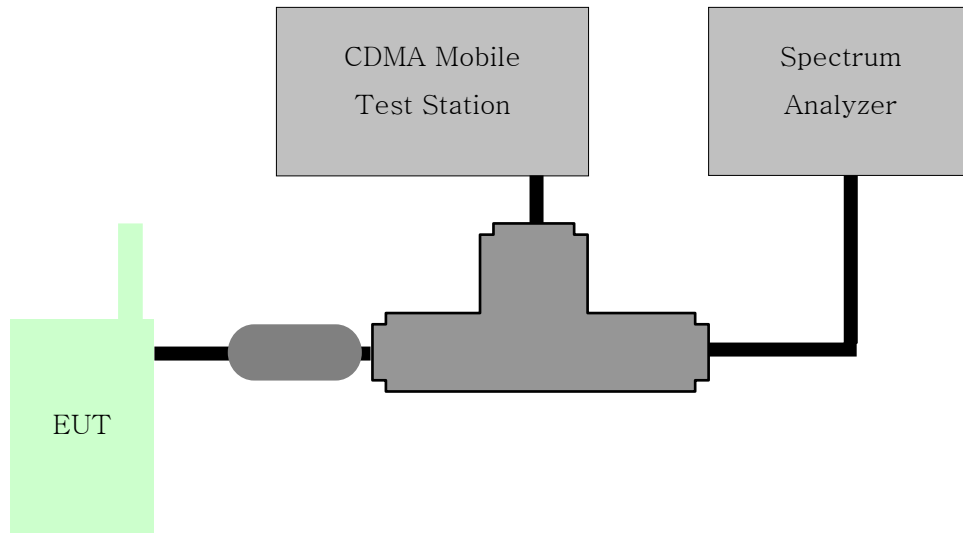 CDMA Mobile
Test Station
Spectrum
Analyzer
EUT